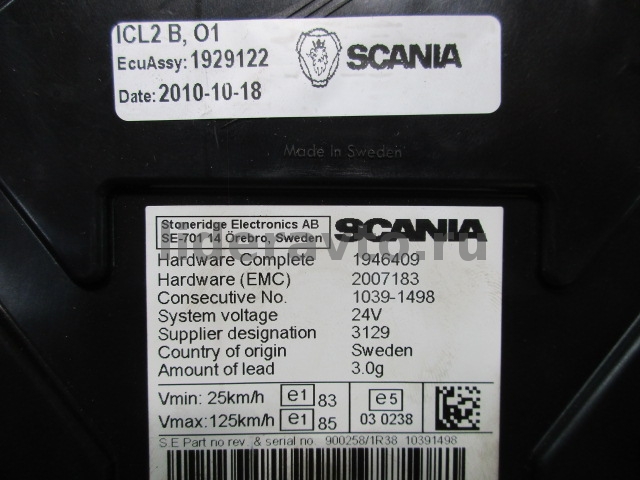 ICL2 B, O1
EcuAssy: 1929122
Date: 2010-10-18
SCANIA
Made in Sweden
Stoneridge Electronics AB
SE-701 14 Örebro, Sweden
SCANIA
lideravto.ru
Hardware Complete 1946409
Hardware (EMC) 2007183
Consecutive No. 1039-1498
System voltage 24V
Supplier designation 3129
Country of origin Sweden
Amount of lead 3.0g
Vmin: 25km/h e1 83 e5
Vmax: 125km/h e1 85 03 0238
S.E Part no rev. & serial no. 900258/1R38 10391498